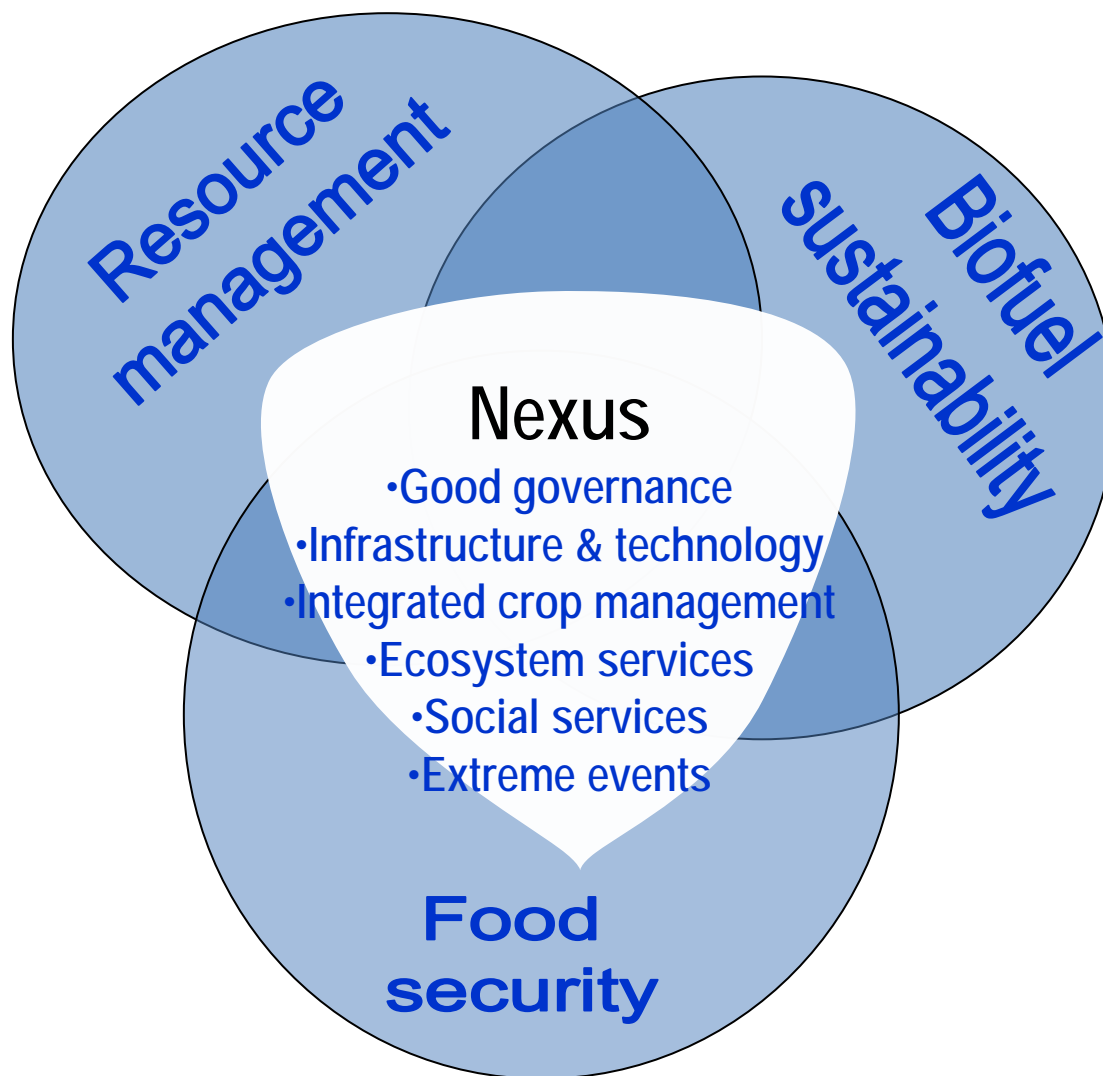 Resource
management
Biofuel
sustainability
Nexus
•Good governance
•Infrastructure & technology
•Integrated crop management
•Ecosystem services
•Social services
•Extreme events
Food
security